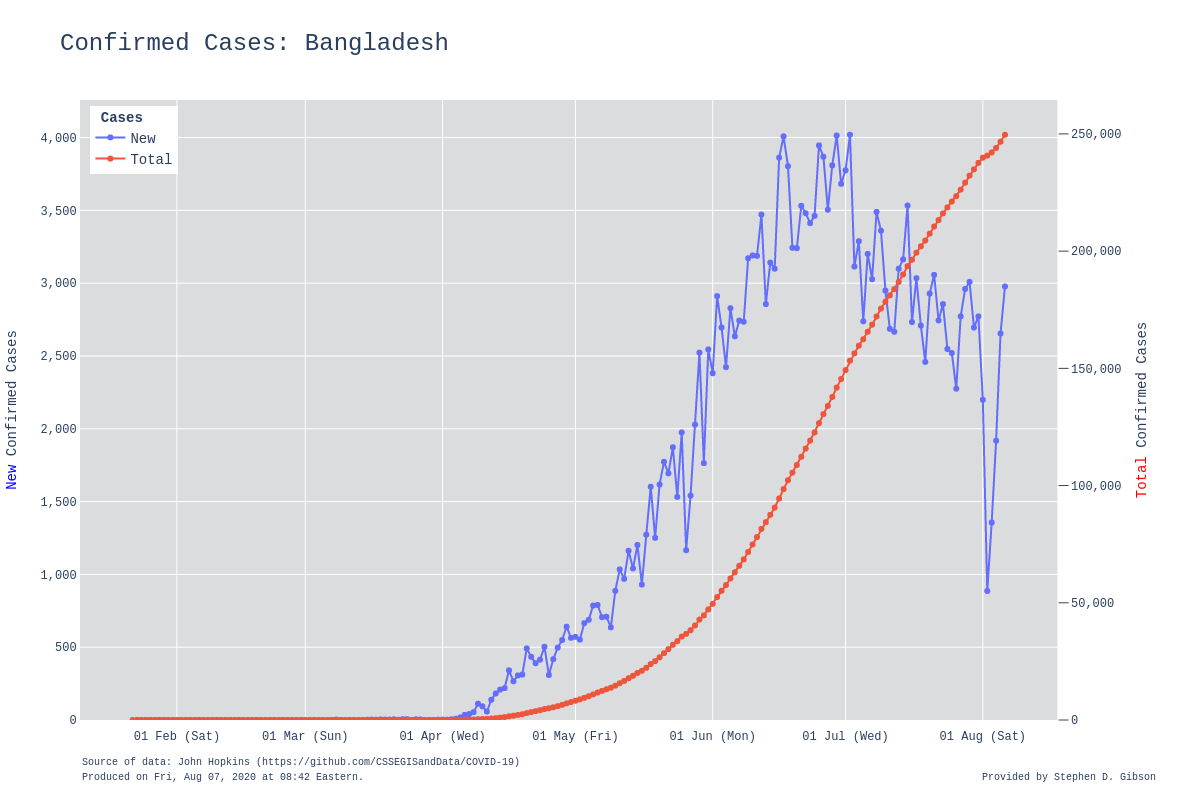 Confirmed Cases: Bangladesh
Cases
New
Total
4,000
3,500
3,000
2,500
2,000
1,500
1,000
500
0
250,000
200,000
150,000
100,000
50,000
0
New Confirmed Cases
Total Confirmed Cases
01 Feb (Sat) 01 Mar (Sun) 01 Apr (Wed) 01 May (Fri) 01 Jun (Mon) 01 Jul (Wed) 01 Aug (Sat)
Source of data: John Hopkins (https://github.com/CSSEGISandData/COVID-19)
Produced on Fri, Aug 07, 2020 at 08:42 Eastern.
Provided by Stephen D. Gibson